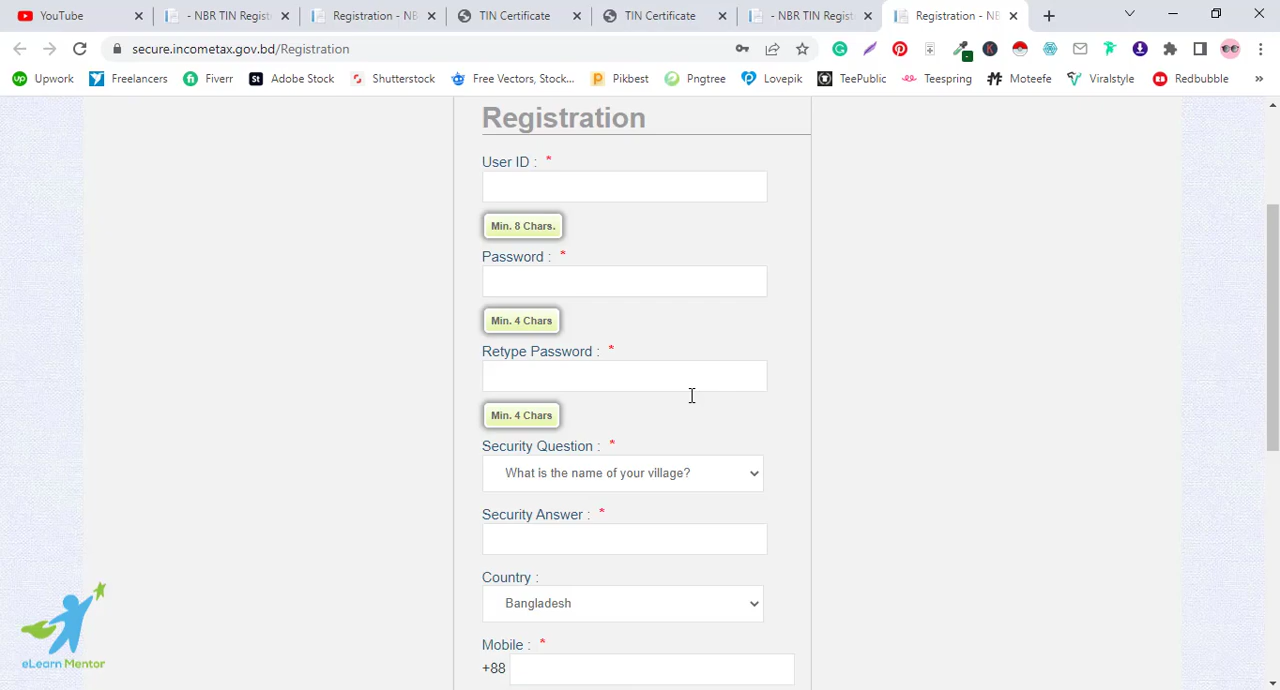 YouTube
- NBR TIN Regist
Registration - NB
TIN Certificate
TIN Certificate
- NBR TIN Regist
Registration - NB
secure.incometax.gov.bd/Registration
Upwork
Freelancers
Fiverr
Adobe Stock
Shutterstock
Free Vectors, Stock...
Pikbest
Pngtree
Lovepik
TeePublic
Teespring
Moteefe
Viralstyle
Redbubble
»
Registration
User ID : *
Min. 8 Chars.
Password : *
Min. 4 Chars
Retype Password : *
Min. 4 Chars
Security Question : *
What is the name of your village?
Security Answer : *
Country :
Bangladesh
Mobile : *
+88
eLearn Mentor